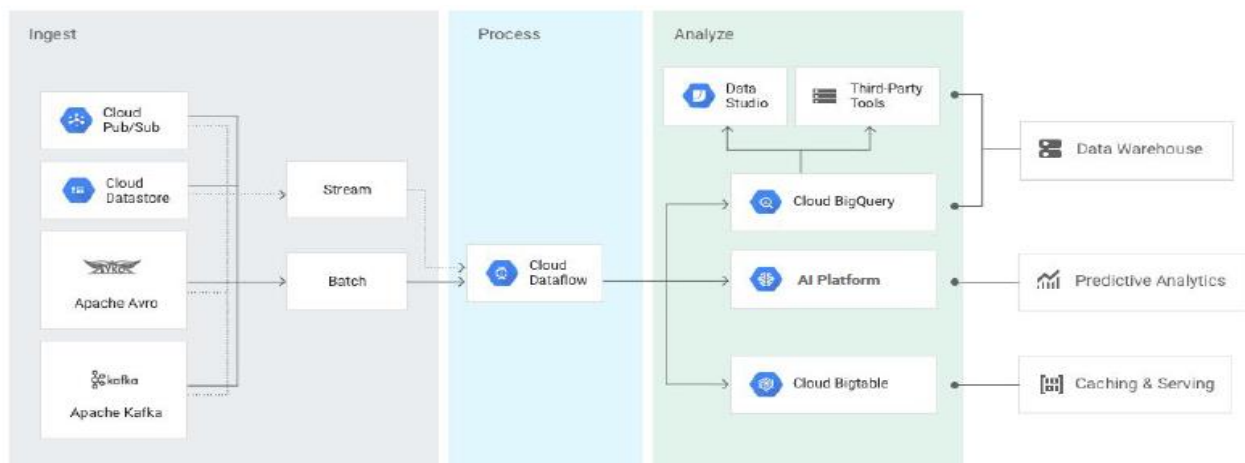 Ingest
Process
Analyze
Cloud
Pub/Sub
Cloud
Datastore
Apache Avro
kafka
Apache Kafka
Stream
Batch
Cloud
Dataflow
Data
Studio
Third-Party
Tools
Cloud BigQuery
AI Platform
Cloud Bigtable
Data Warehouse
Predictive Analytics
Caching & Serving